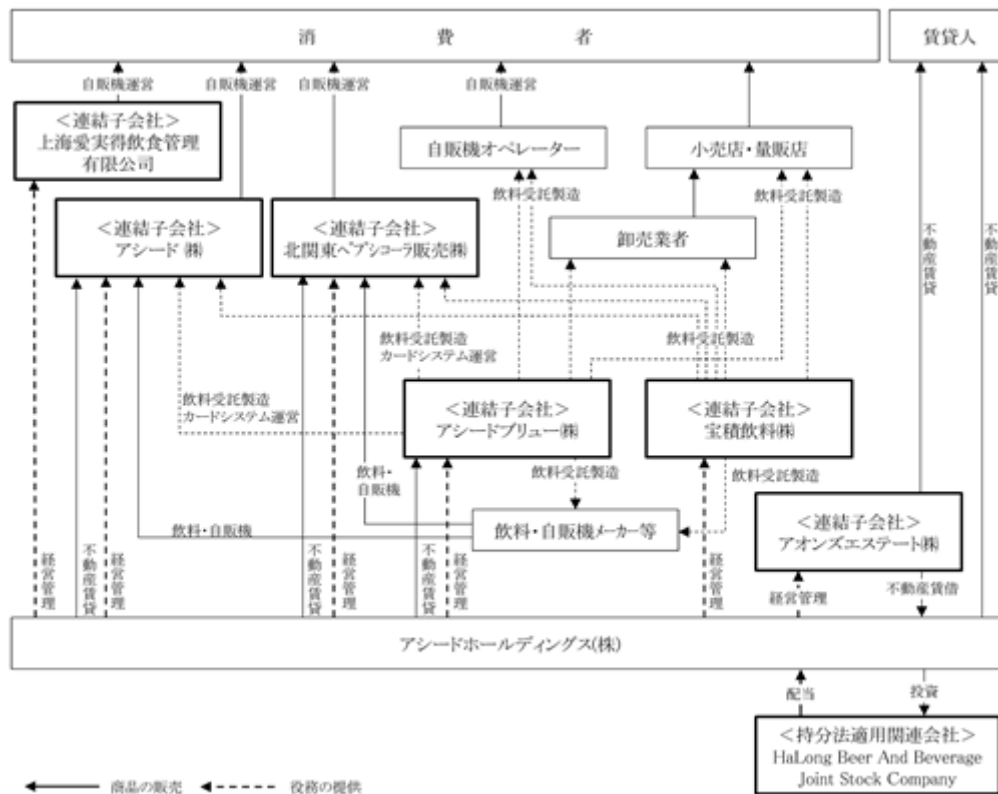 消費者
賃貸人
自販機運営
自販機運営
自販機運営
自販機運営
＜連結子会社＞
上海愛実得飲食管理
有限公司
自販機オペレーター
小売店・量販店
飲料受託製造
飲料受託製造
＜連結子会社＞
アシード㈱
＜連結子会社＞
北関東ペプシコーラ販売㈱
卸売業者
不動産賃貸
不動産賃貸
飲料受託製造
カードシステム運営
飲料受託製造
飲料受託製造
カードシステム運営
＜連結子会社＞
アシードブリュー㈱
＜連結子会社＞
宝積飲料㈱
飲料・
自販機
飲料受託製造
飲料受託製造
飲料・自販機
飲料・自販機メーカー等
＜連結子会社＞
アオンズエステート㈱
経営管理
不動産賃貸
経営管理
不動産賃貸
経営管理
不動産賃貸
経営管理
経営管理
経営管理
不動産賃借
アシードホールディングス(株)
配当
投資
＜持分法適用関連会社＞
HaLong Beer And Beverage
Joint Stock Company
商品の販売
役務の提供